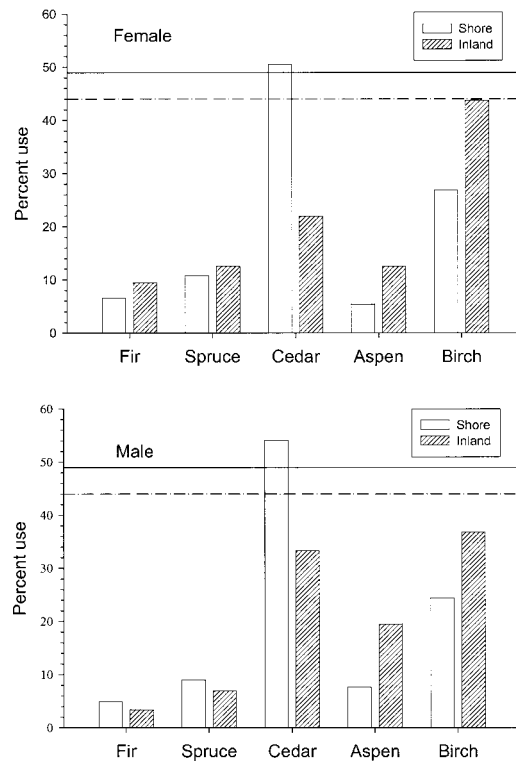 60
Female
Shore
Inland
50
40
30
20
10
0
Percent use
Fir Spruce Cedar Aspen Birch
60
Male
Shore
Inland
50
40
30
20
10
0
Percent use
Fir Spruce Cedar Aspen Birch